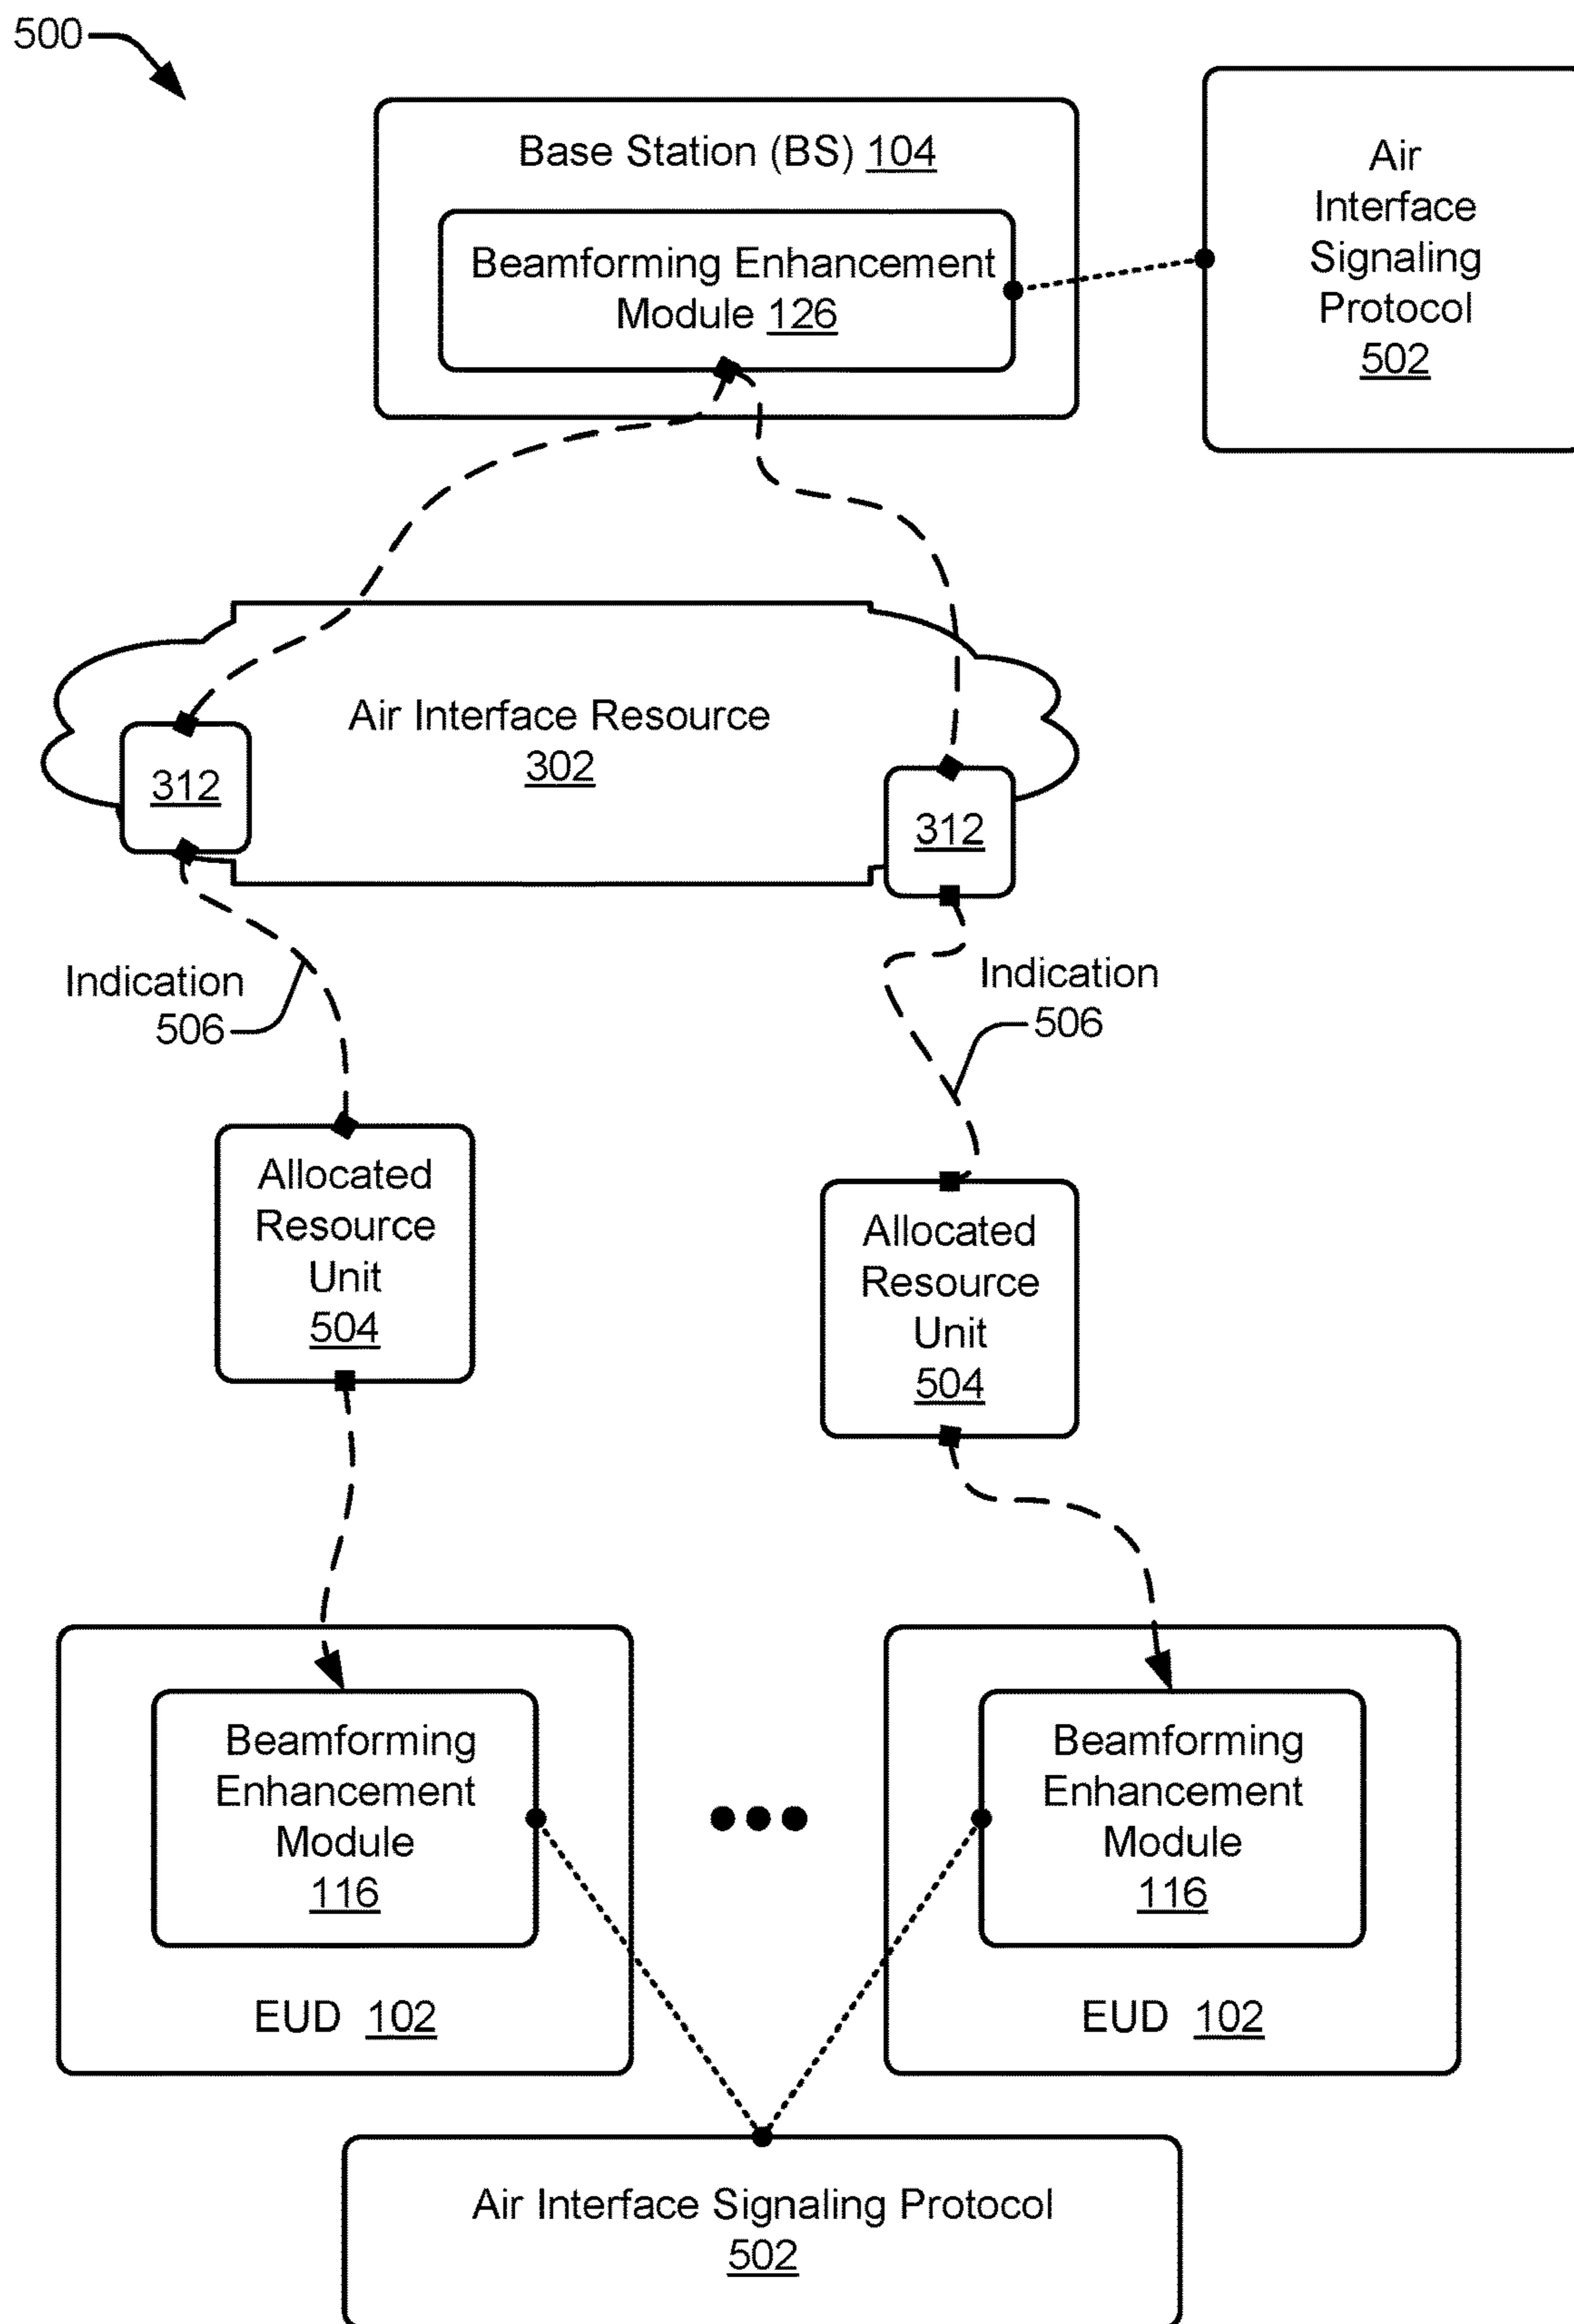 500
Base Station (BS) 104
Beamforming Enhancement
Module 126
Air
Interface
Signaling
Protocol
502
Air Interface Resource
302
312
312
Indication
506
Indication
506
Allocated
Resource
Unit
504
Allocated
Resource
Unit
504
Beamforming
Enhancement
Module
116
EUD 102
Beamforming
Enhancement
Module
116
EUD 102
Air Interface Signaling Protocol
502